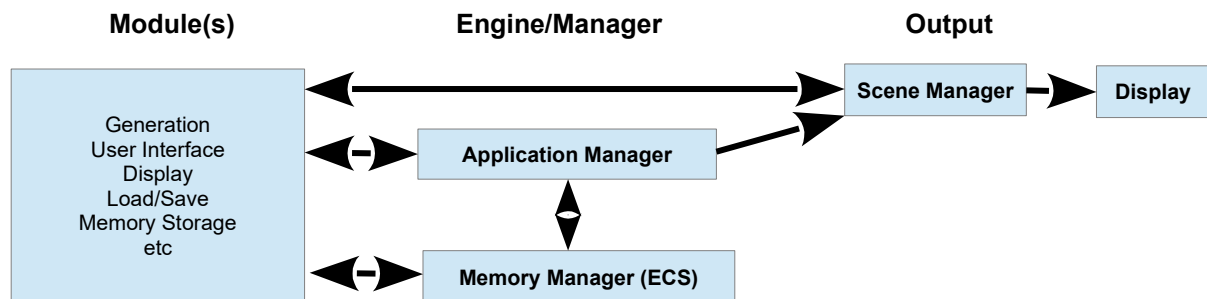 Module(s)
Engine/Manager
Output
Generation
User Interface
Display
Load/Save
Memory Storage
etc
Application Manager
Memory Manager (ECS)
Scene Manager
Display